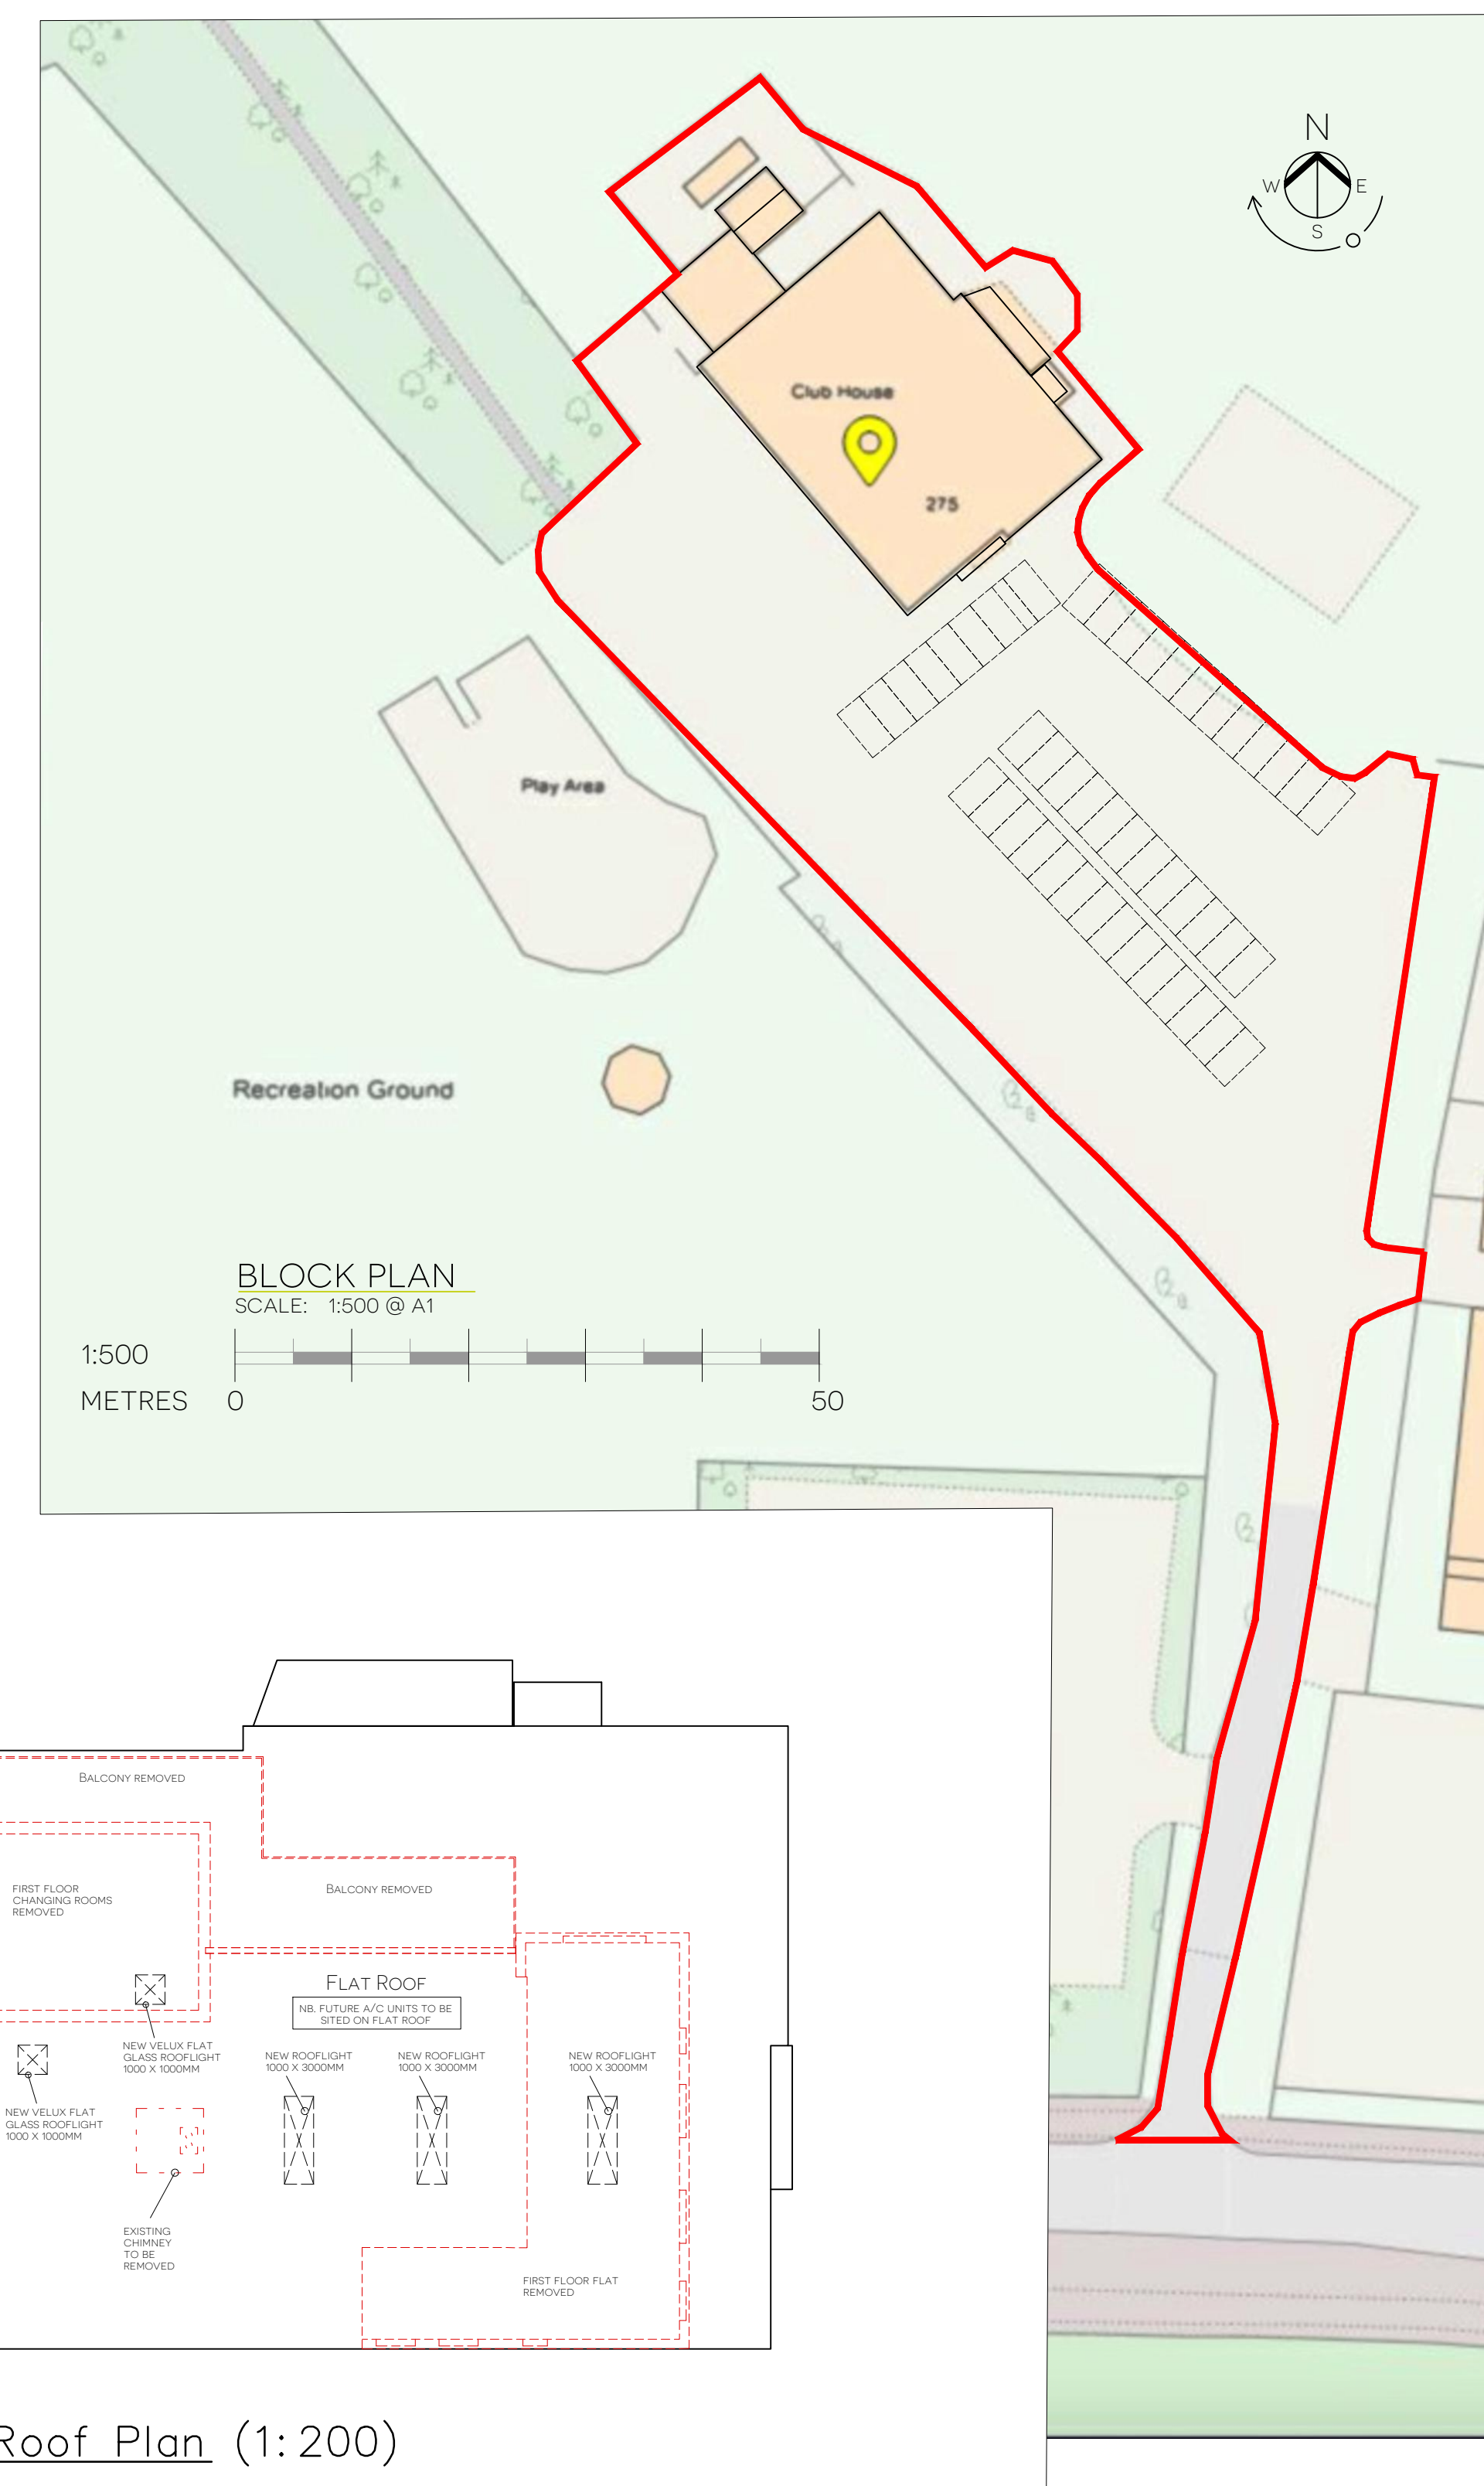 N
W
E
S
Club House
275
Play Area
Recreation Ground
BLOCK PLAN
SCALE: 1:500 @ A1
1:500
METRES
0
50
BALCONY REMOVED
BALCONY REMOVED
FIRST FLOOR
CHANGING ROOMS
REMOVED
FLAT ROOF
NB. FUTURE A/C UNITS TO BE
SITED ON FLAT ROOF
NEW VELUX FLAT
GLASS ROOFLIGHT
1000 X 1000MM
NEW ROOFLIGHT
1000 X 3000MM
NEW ROOFLIGHT
1000 X 3000MM
NEW ROOFLIGHT
1000 X 3000MM
NEW VELUX FLAT
GLASS ROOFLIGHT
1000 X 1000MM
EXISTING
CHIMNEY
TO BE
REMOVED
FIRST FLOOR FLAT
REMOVED
Roof Plan (1:200)